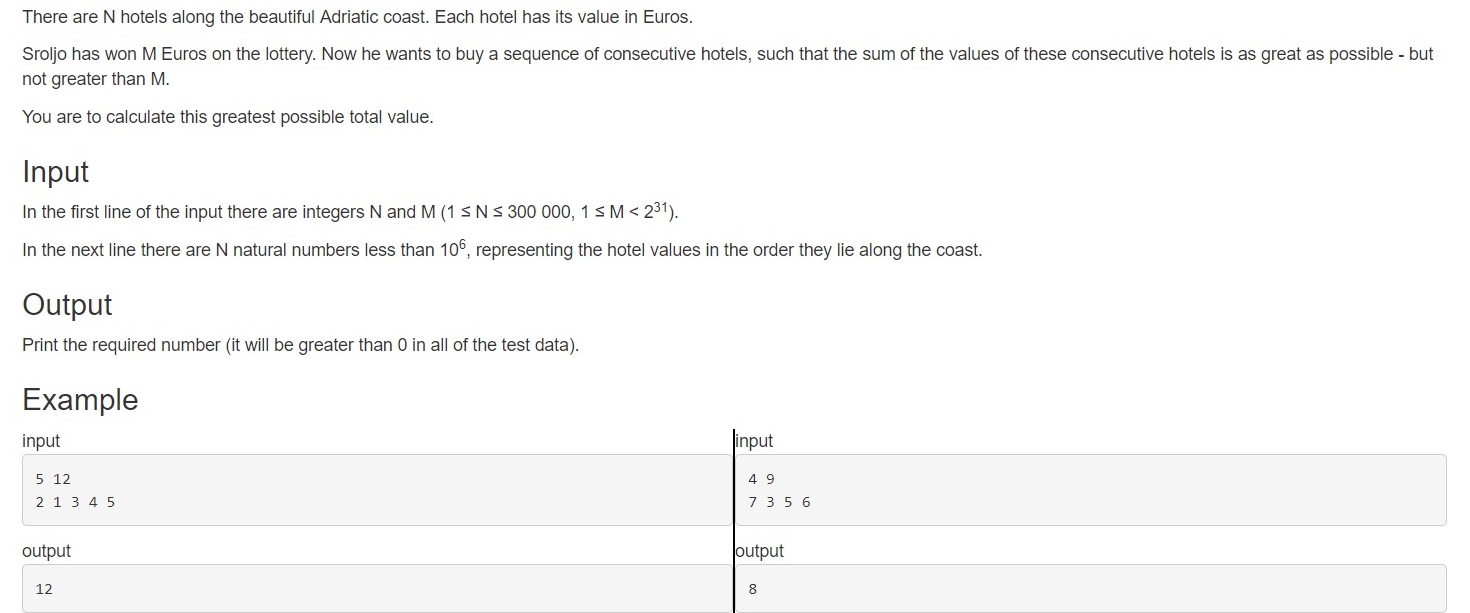 There are N hotels along the beautiful Adriatic coast. Each hotel has its value in Euros.
Sroljo has won M Euros on the lottery. Now he wants to buy a sequence of consecutive hotels, such that the sum of the values of these consecutive hotels is as great as possible - but
not greater than M.
You are to calculate this greatest possible total value.
Input
In the first line of the input there are integers N and M (1 ≤ N ≤ 300 000, 1 ≤ M < 2³¹).
In the next line there are N natural numbers less than 10⁶, representing the hotel values in the order they lie along the coast.
Output
Print the required number (it will be greater than 0 in all of the test data).
Example
input
5 12
2 1 3 4 5
output
12
input
4 9
7 3 5 6
output
8